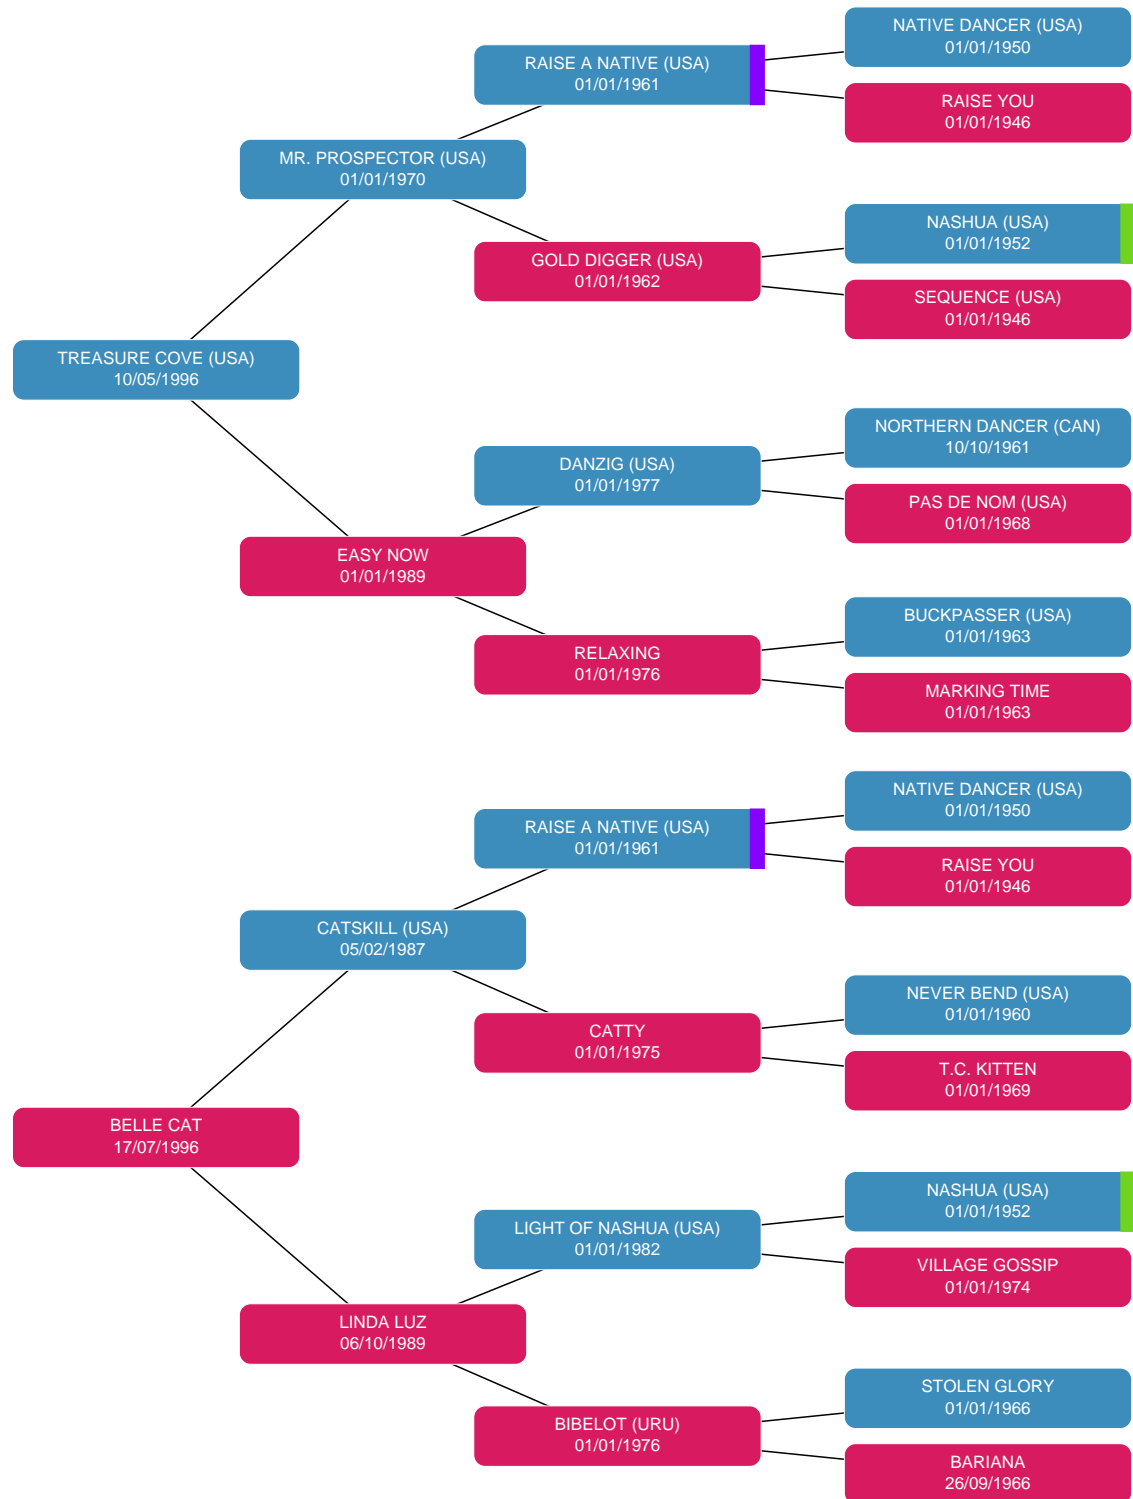 NATIVE DANCER (USA)
01/01/1950
RAISE A NATIVE (USA)
01/01/1961
RAISE YOU
01/01/1946
MR. PROSPECTOR (USA)
01/01/1970
NASHUA (USA)
01/01/1952
GOLD DIGGER (USA)
01/01/1962
SEQUENCE (USA)
01/01/1946
TREASURE COVE (USA)
10/05/1996
NORTHERN DANCER (CAN)
10/10/1961
DANZIG (USA)
01/01/1977
PAS DE NOM (USA)
01/01/1968
EASY NOW
01/01/1989
BUCKPASSER (USA)
01/01/1963
RELAXING
01/01/1976
MARKING TIME
01/01/1963
NATIVE DANCER (USA)
01/01/1950
RAISE A NATIVE (USA)
01/01/1961
RAISE YOU
01/01/1946
CATSKILL (USA)
05/02/1987
NEVER BEND (USA)
01/01/1960
CATTY
01/01/1975
T.C. KITTEN
01/01/1969
BELLE CAT
17/07/1996
NASHUA (USA)
01/01/1952
LIGHT OF NASHUA (USA)
01/01/1982
VILLAGE GOSSIP
01/01/1974
LINDA LUZ
06/10/1989
STOLEN GLORY
01/01/1966
BIBELOT (URU)
01/01/1976
BARIANA
26/09/1966